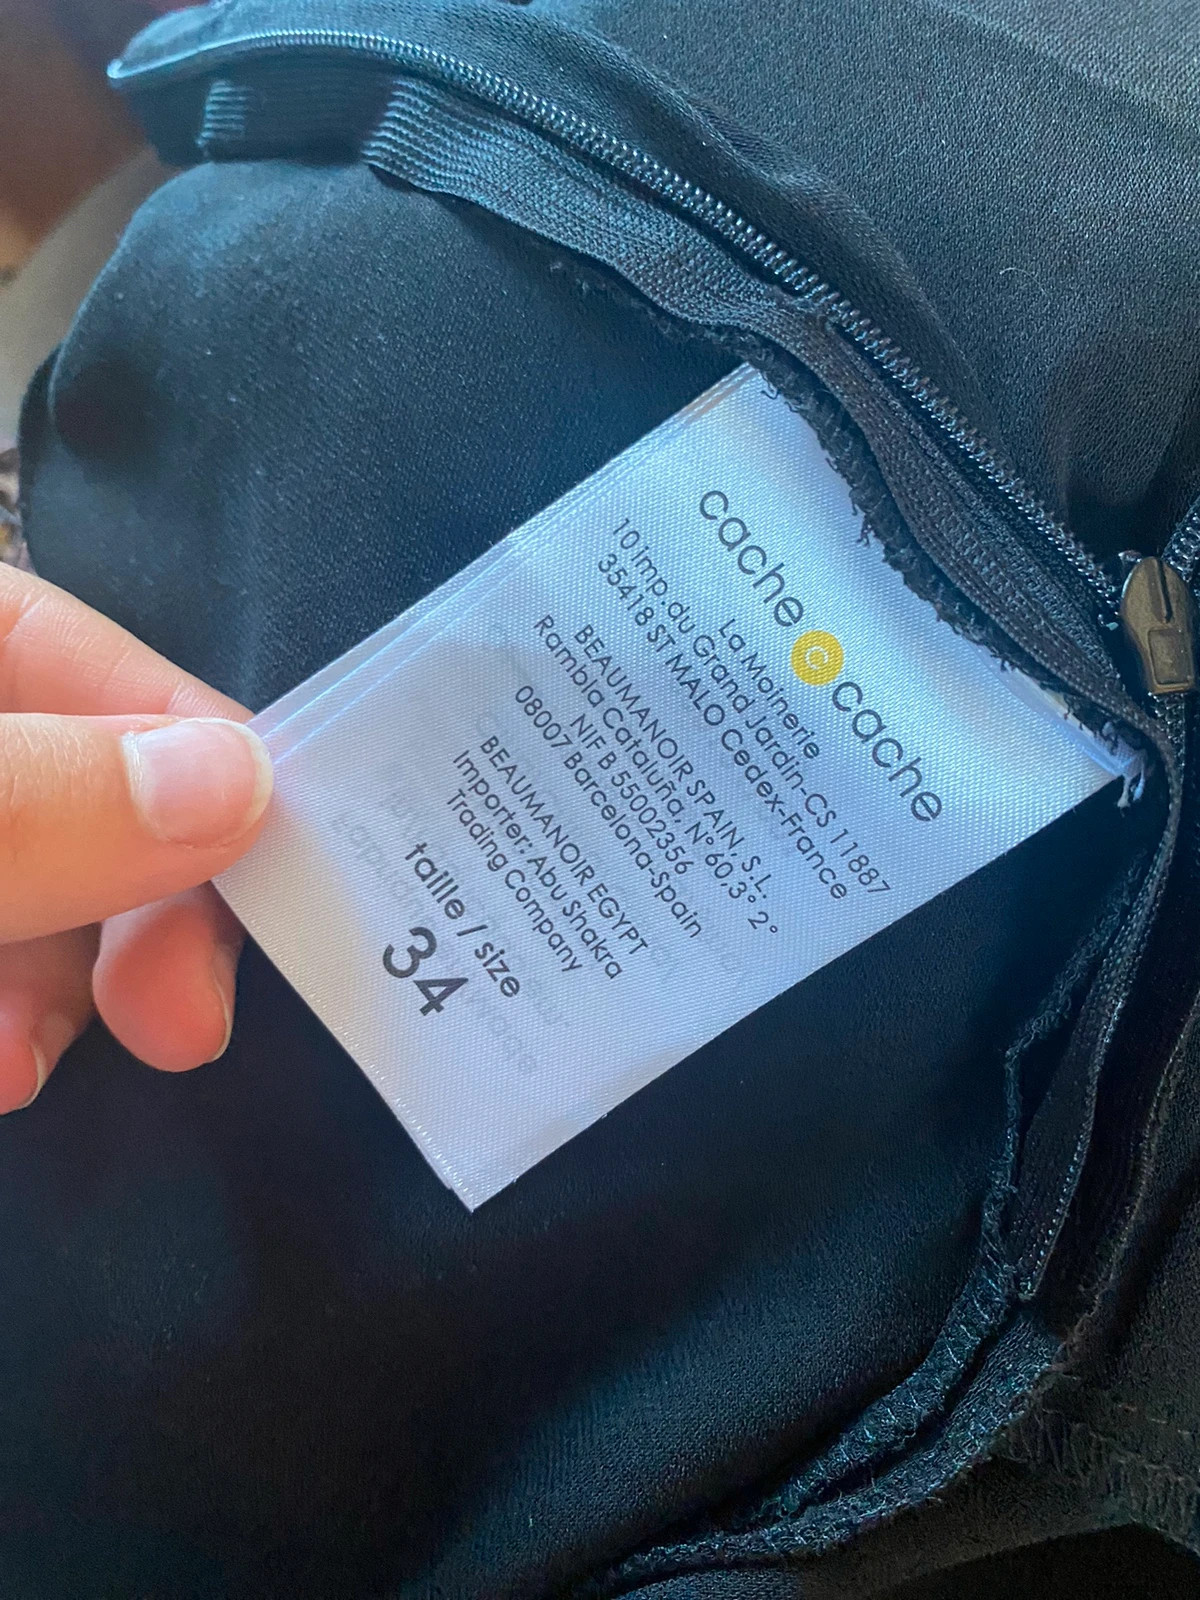 cache c cache
La Moinerie
10 imp. du Grand Jardin-CS 11887
35418 ST MALO Cedex-France
BEAUMANOIR SPAIN, S.L.
Rambla Cataluña, N° 60,3° 2°
NIF B 55002356
08007 Barcelona-Spain
BEAUMANOIR EGYPT
Importer: Abu Shakra
Trading Company
taille / size
34